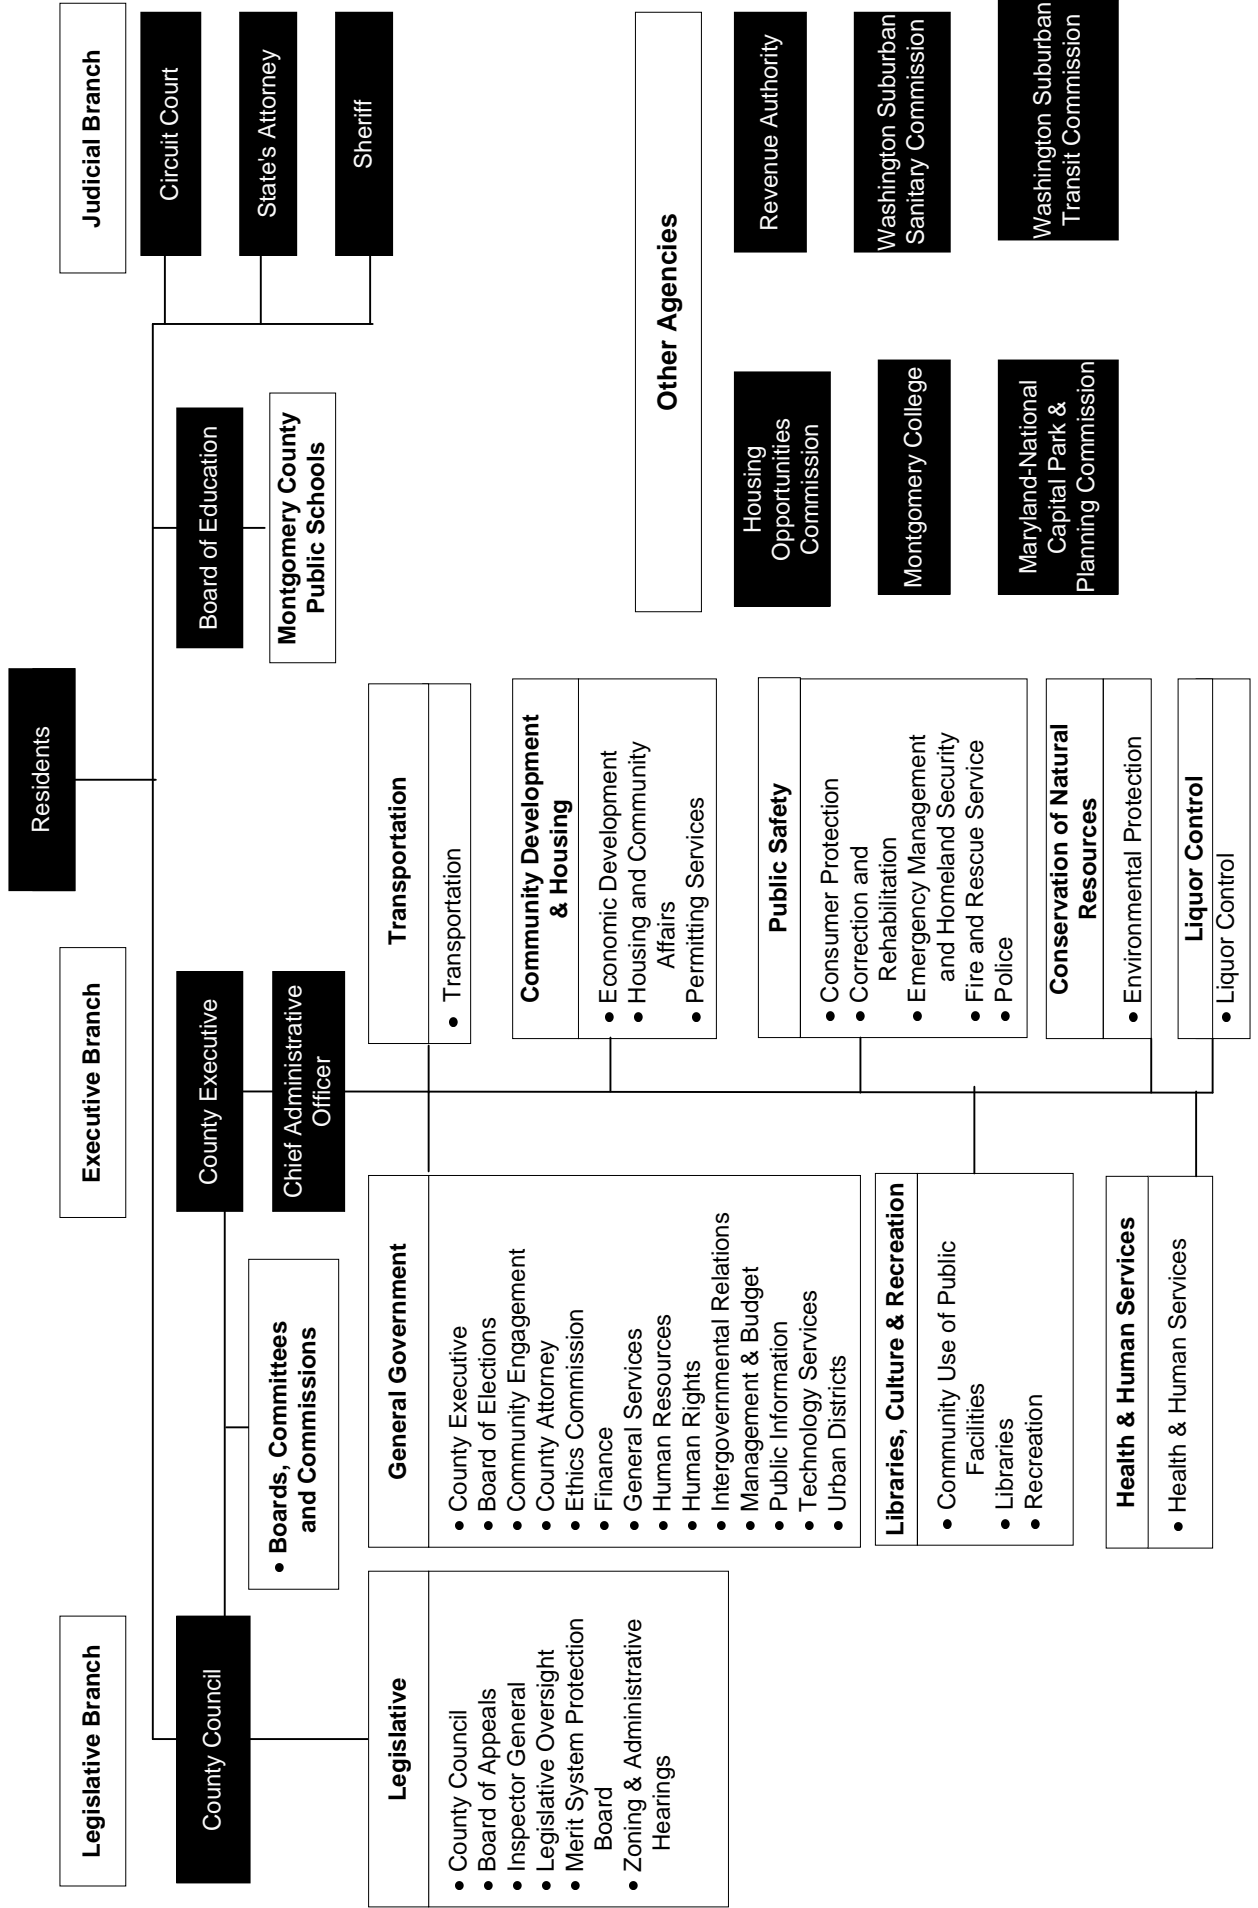 Residents
Legislative Branch
Executive Branch
Judicial Branch
County Council
County Executive
Board of Education
Circuit Court
State's Attorney
Sheriff
Chief Administrative
Officer
Montgomery County
Public Schools
• Boards, Committees
and Commissions
Legislative
• County Council
• Board of Appeals
• Inspector General
• Legislative Oversight
• Merit System Protection
Board
• Zoning & Administrative
Hearings
General Government
• County Executive
• Board of Elections
• Community Engagement
• County Attorney
• Ethics Commission
• Finance
• General Services
• Human Resources
• Human Rights
• Intergovernmental Relations
• Management & Budget
• Public Information
• Technology Services
• Urban Districts
Libraries, Culture & Recreation
• Community Use of Public
Facilities
• Libraries
• Recreation
Health & Human Services
• Health & Human Services
Transportation
• Transportation
Community Development
& Housing
• Economic Development
• Housing and Community
Affairs
• Permitting Services
Public Safety
• Consumer Protection
• Correction and
Rehabilitation
• Emergency Management
and Homeland Security
• Fire and Rescue Service
• Police
Conservation of Natural
Resources
• Environmental Protection
Liquor Control
• Liquor Control
Other Agencies
Housing
Opportunities
Commission
Revenue Authority
Montgomery College
Washington Suburban
Sanitary Commission
Maryland-National
Capital Park &
Planning Commission
Washington Suburban
Transit Commission